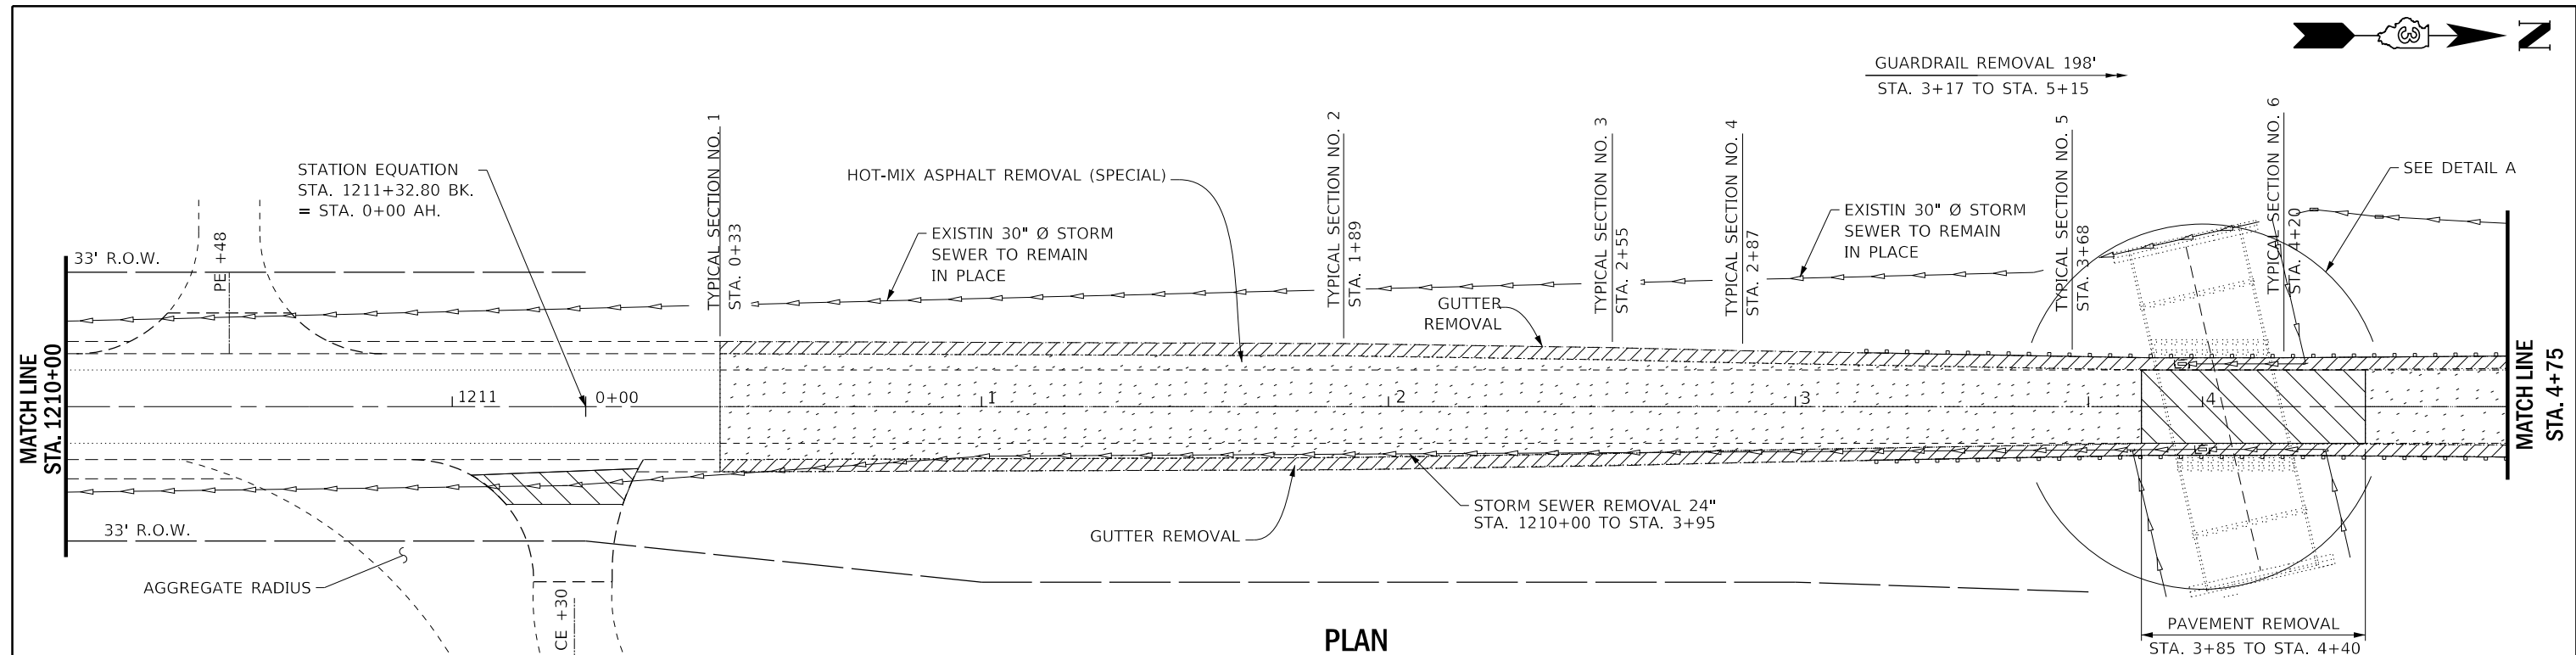 N
GUARDRAIL REMOVAL 198'
STA. 3+17 TO STA. 5+15
STATION EQUATION
STA. 1211+32.80 BK.
= STA. 0+00 AH.
TYPICAL SECTION NO. 1
STA. 0+33
HOT-MIX ASPHALT REMOVAL (SPECIAL)
TYPICAL SECTION NO. 2
STA. 1+89
TYPICAL SECTION NO. 3
STA. 2+55
TYPICAL SECTION NO. 4
STA. 2+87
TYPICAL SECTION NO. 5
STA. 3+68
TYPICAL SECTION NO. 6
STA. 4+20
SEE DETAIL A
EXISTIN 30" Ø STORM
SEWER TO REMAIN
IN PLACE
EXISTIN 30" Ø STORM
SEWER TO REMAIN
IN PLACE
33' R.O.W.
PE +48
GUTTER
REMOVAL
MATCH LINE
STA. 1210+00
1211
0+00
1
2
3
4
MATCH LINE
STA. 4+75
33' R.O.W.
AGGREGATE RADIUS
CE +30
GUTTER REMOVAL
STORM SEWER REMOVAL 24"
STA. 1210+00 TO STA. 3+95
PAVEMENT REMOVAL
STA. 3+85 TO STA. 4+40
PLAN